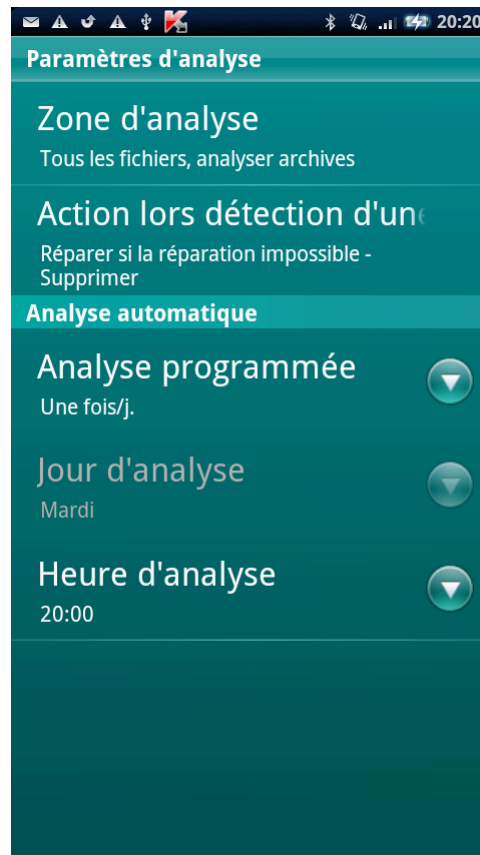 20:20
Paramètres d'analyse
Zone d'analyse
Tous les fichiers, analyser archives
Action lors détection d'une
Réparer si la réparation impossible -
Supprimer
Analyse automatique
Analyse programmée
Une fois/j.
Jour d'analyse
Mardi
Heure d'analyse
20:00